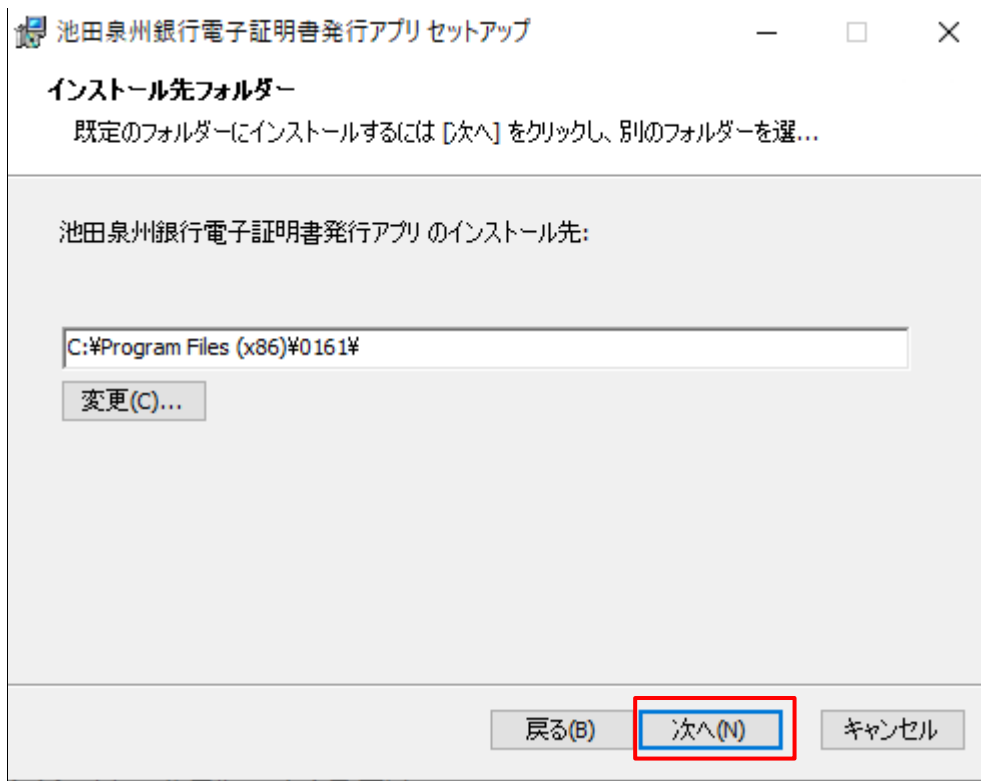 池田泉州銀行電子証明書発行アプリ セットアップ
インストール先フォルダー
既定のフォルダーにインストールするには [次へ] をクリックし、別のフォルダーを選...
池田泉州銀行電子証明書発行アプリ のインストール先:
C:¥Program Files (x86)¥0161¥
変更(C)...
戻る(B) 次へ(N) キャンセル